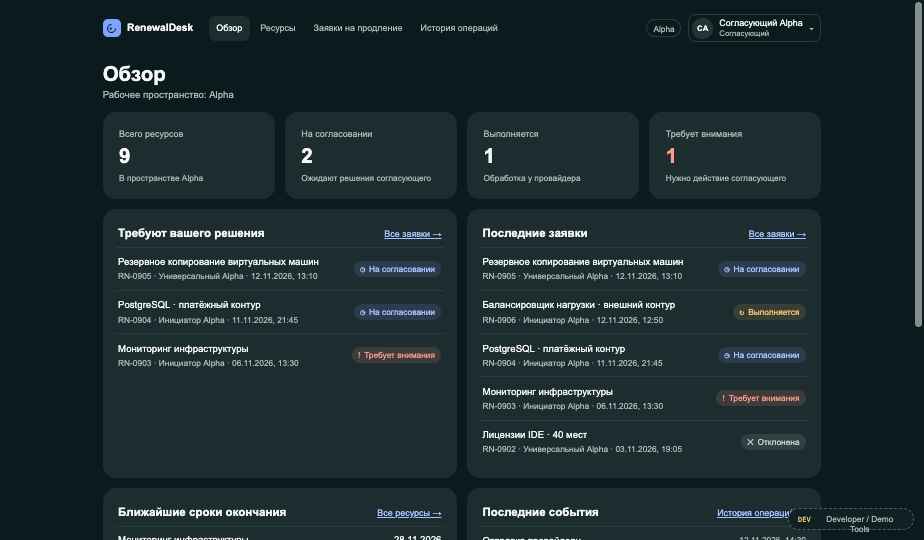 RenewalDesk
Обзор
Ресурсы
Заявки на продление
История операций
Alpha
CA
Согласующий Alpha
Согласующий
Обзор
Рабочее пространство: Alpha
Всего ресурсов
9
В пространстве Alpha
На согласовании
2
Ожидают решения согласующего
Выполняется
1
Обработка у провайдера
Требует внимания
1
Нужно действие согласующего
Требуют вашего решения
Все заявки →
Резервное копирование виртуальных машин
RN-0905 · Универсальный Alpha · 12.11.2026, 13:10
На согласовании
PostgreSQL · платёжный контур
RN-0904 · Инициатор Alpha · 11.11.2026, 21:45
На согласовании
Мониторинг инфраструктуры
RN-0903 · Инициатор Alpha · 06.11.2026, 13:30
! Требует внимания
Последние заявки
Все заявки →
Резервное копирование виртуальных машин
RN-0905 · Универсальный Alpha · 12.11.2026, 13:10
На согласовании
Балансировщик нагрузки · внешний контур
RN-0906 · Инициатор Alpha · 12.11.2026, 12:50
↻ Выполняется
PostgreSQL · платёжный контур
RN-0904 · Инициатор Alpha · 11.11.2026, 21:45
На согласовании
Мониторинг инфраструктуры
RN-0903 · Инициатор Alpha · 06.11.2026, 13:30
! Требует внимания
Лицензии IDE · 40 мест
RN-0902 · Универсальный Alpha · 03.11.2026, 19:05
✕ Отклонена
Ближайшие сроки окончания
Все ресурсы →
Мониторинг инфраструктуры
28.11.2026
Последние события
История операци
DEV
Developer / Demo
Tools